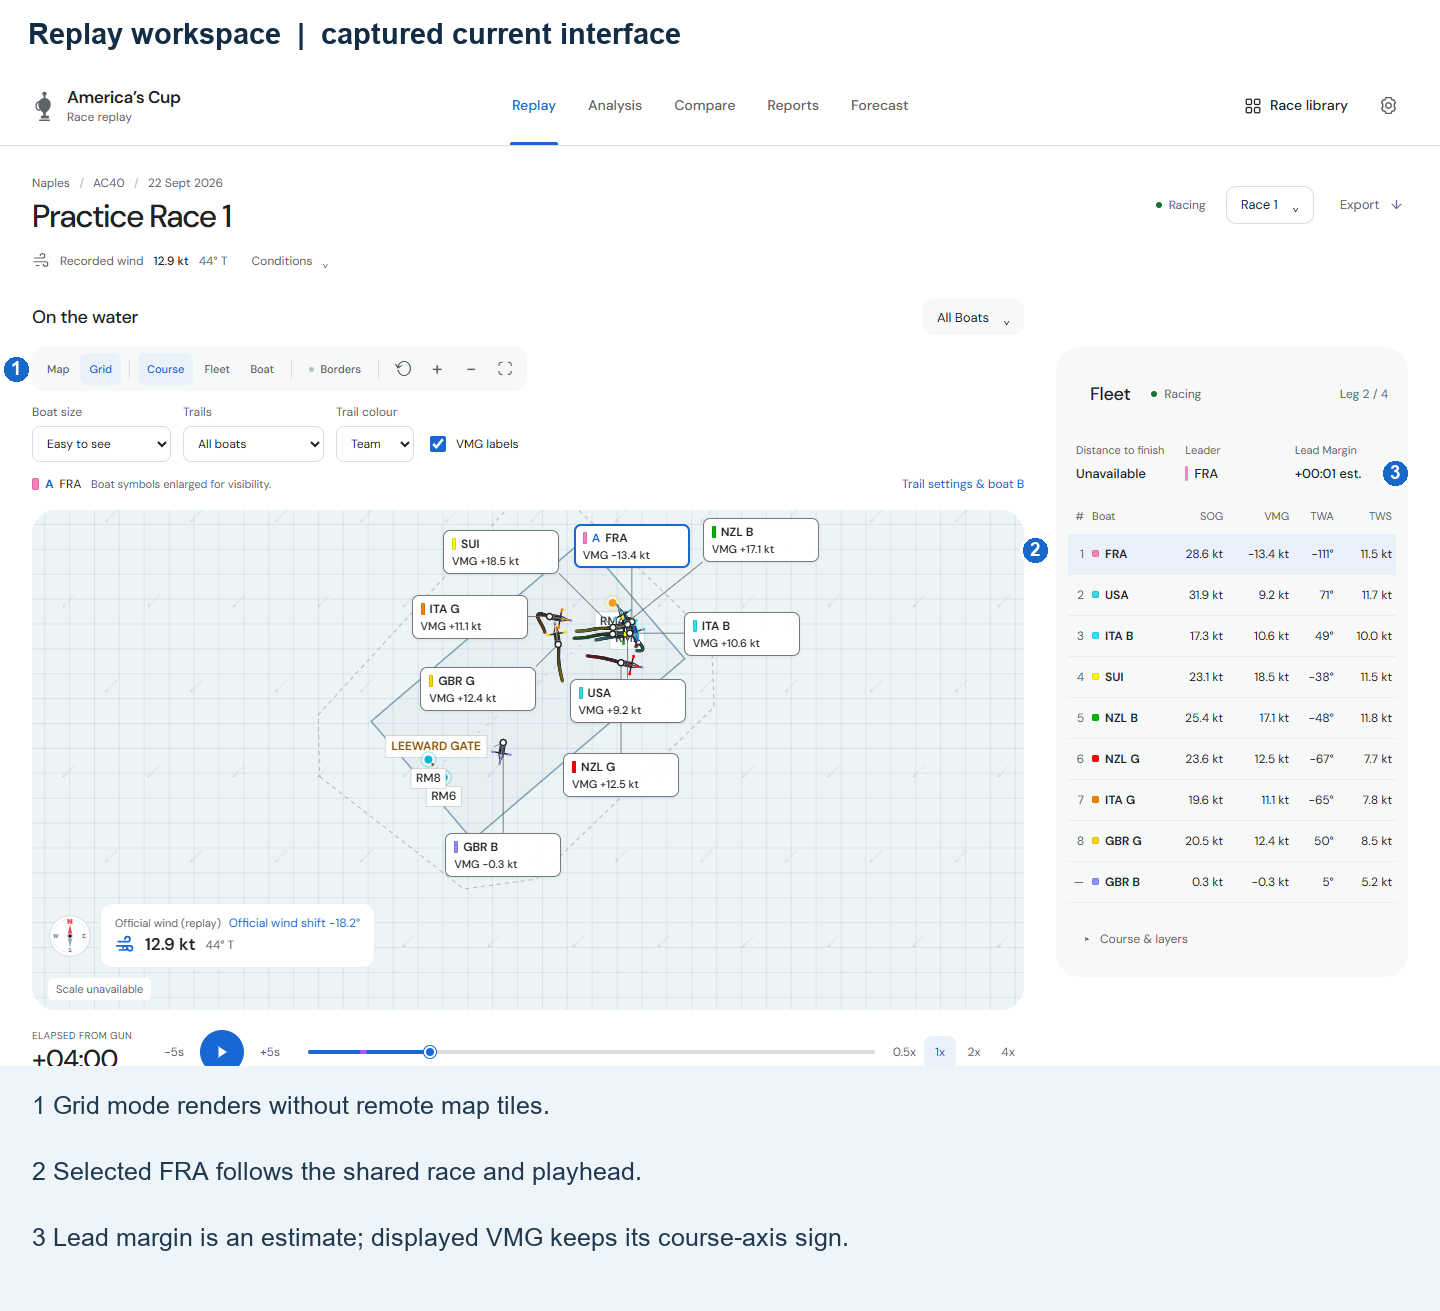 Replay workspace | captured current interface
America's Cup
Race replay
Replay Analysis Compare Reports Forecast
Race library
Naples / AC40 / 22 Sept 2026
Practice Race 1
Racing Race 1 Export
Recorded wind 12.9 kt 44° T Conditions
On the water
All Boats
1 Map Grid Course Fleet Boat Borders
Boat size Trails Trail colour
Easy to see All boats Team VMG labels
A FRA Boat symbols enlarged for visibility.
Trail settings & boat B
SUI
VMG +18.5 kt
A FRA
VMG −13.4 kt
NZL B
VMG +17.1 kt
2
ITA G
VMG +11.1 kt
ITA B
VMG +10.6 kt
GBR G
VMG +12.4 kt
USA
VMG +9.2 kt
LEEWARD GATE
RM8
RM6
NZL G
VMG +12.5 kt
GBR B
VMG −0.3 kt
N
W E
S
Official wind (replay) Official wind shift −18.2°
12.9 kt 44° T
Scale unavailable
ELAPSED FROM GUN
+04:00
−5s +5s 0.5x 1x 2x 4x
Fleet Racing Leg 2 / 4
Distance to finish Leader Lead Margin
Unavailable FRA +00:01 est. 3
# Boat SOG VMG TWA TWS
1 FRA 28.6 kt −13.4 kt −111° 11.5 kt
2 USA 31.9 kt 9.2 kt 71° 11.7 kt
3 ITA B 17.3 kt 10.6 kt 49° 10.0 kt
4 SUI 23.1 kt 18.5 kt −38° 11.5 kt
5 NZL B 25.4 kt 17.1 kt −48° 11.8 kt
6 NZL G 23.6 kt 12.5 kt −67° 7.7 kt
7 ITA G 19.6 kt 11.1 kt −65° 7.8 kt
8 GBR G 20.5 kt 12.4 kt 50° 8.5 kt
— GBR B 0.3 kt −0.3 kt 5° 5.2 kt
Course & layers
1 Grid mode renders without remote map tiles.
2 Selected FRA follows the shared race and playhead.
3 Lead margin is an estimate; displayed VMG keeps its course-axis sign.